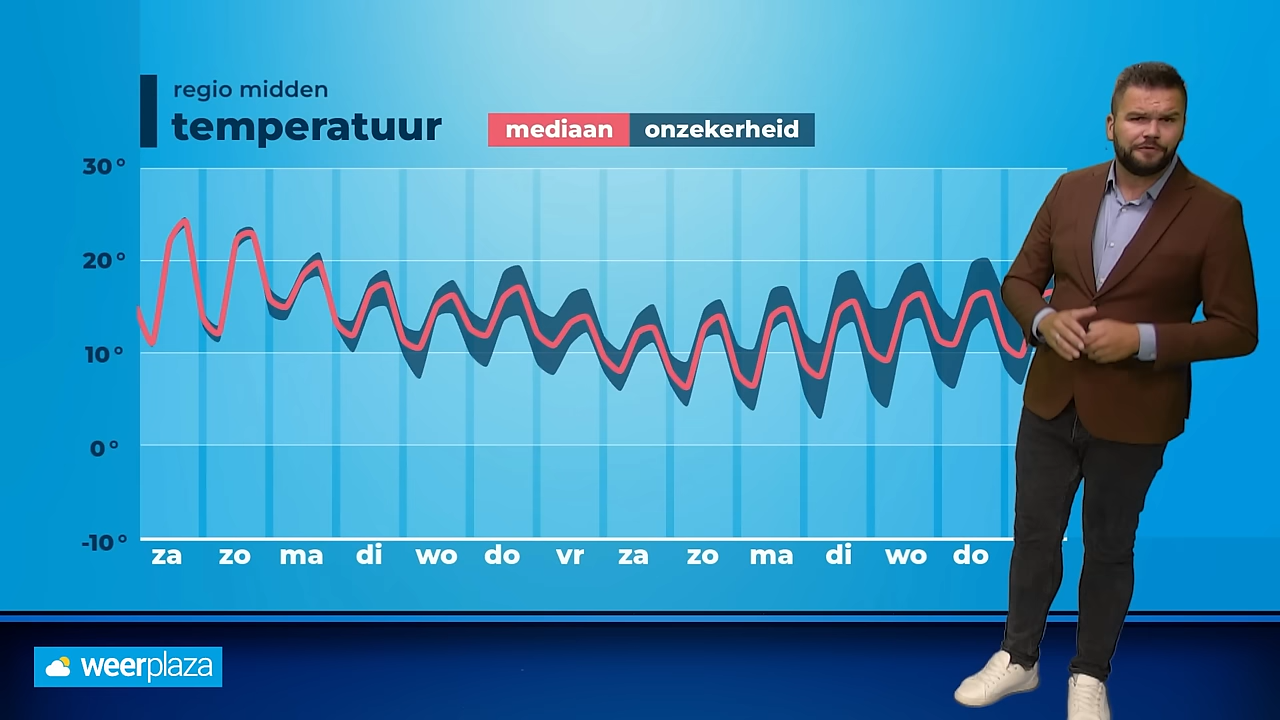 regio midden
temperatuur
mediaan onzekerheid
30°
20°
10°
0°
-10°
za zo ma di wo do vr za zo ma di wo do
weerplaza